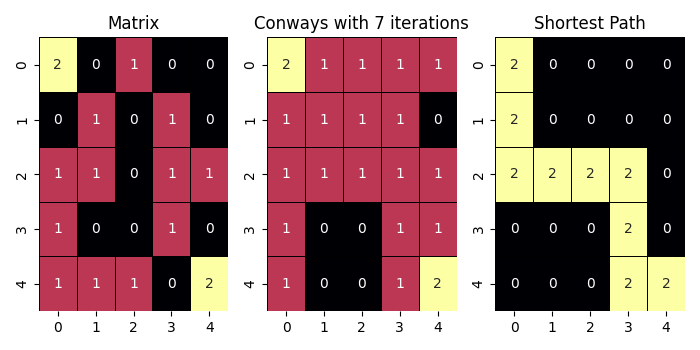 Matrix Conways with 7 iterations Shortest Path
0 2 0 1 0 0 0 2 1 1 1 1 0 2 0 0 0 0
1 0 1 0 1 0 1 1 1 1 1 0 1 2 0 0 0 0
2 1 1 0 1 1 2 1 1 1 1 1 2 2 2 2 2 0
3 1 0 0 1 0 3 1 0 0 1 1 3 0 0 0 2 0
4 1 1 1 0 2 4 1 0 0 1 2 4 0 0 0 2 2
0 1 2 3 4 0 1 2 3 4 0 1 2 3 4